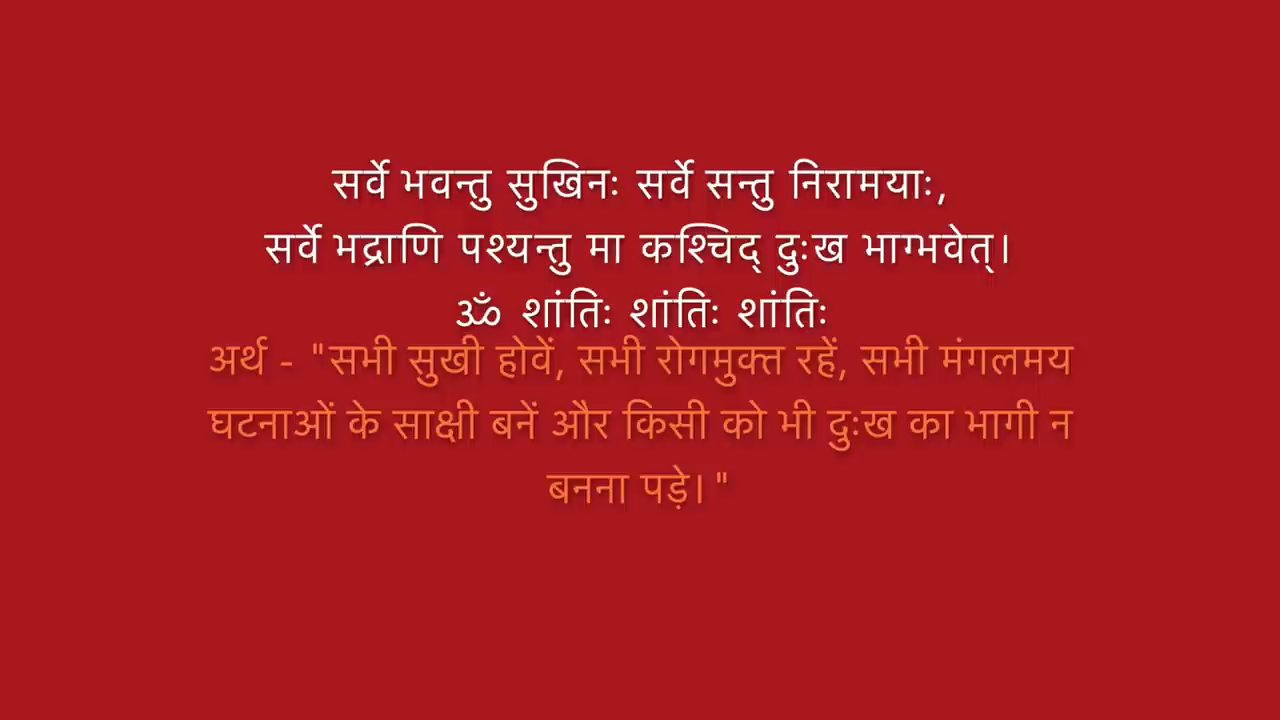 सर्वे भवन्तु सुखिनः सर्वे सन्तु निरामयाः,
सर्वे भद्राणि पश्यन्तु मा कश्चिद् दुःख भाग्भवेत्।
ॐ शांतिः शांतिः शांतिः
अर्थ - "सभी सुखी होवें, सभी रोगमुक्त रहें, सभी मंगलमय
घटनाओं के साक्षी बनें और किसी को भी दुःख का भागी न
बनना पड़े। "